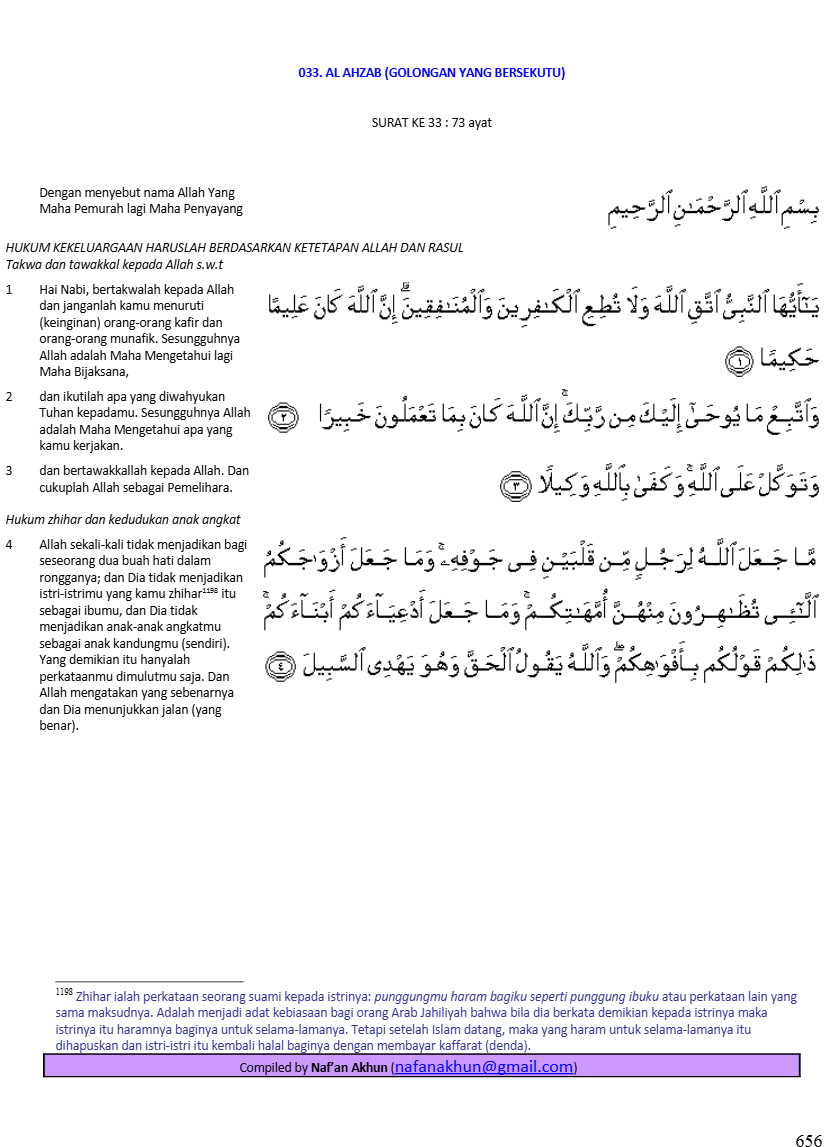 033. AL AHZAB (GOLONGAN YANG BERSEKUTU)
SURAT KE 33 : 73 ayat
Dengan menyebut nama Allah Yang
Maha Pemurah lagi Maha Penyayang
بِسْمِ ٱللَّهِ ٱلرَّحْمَـٰنِ ٱلرَّحِيمِ
HUKUM KEKELUARGAAN HARUSLAH BERDASARKAN KETETAPAN ALLAH DAN RASUL
Takwa dan tawakkal kepada Allah s.w.t
1 Hai Nabi, bertakwalah kepada Allah
dan janganlah kamu menuruti
(keinginan) orang-orang kafir dan
orang-orang munafik. Sesungguhnya
Allah adalah Maha Mengetahui lagi
Maha Bijaksana,
يَـٰٓأَيُّهَا ٱلنَّبِىُّ ٱتَّقِ ٱللَّهَ وَلَا تُطِعِ ٱلْكَـٰفِرِينَ وَٱلْمُنَـٰفِقِينَ ۗ إِنَّ ٱللَّهَ كَانَ عَلِيمًا
حَكِيمًا ﴿١﴾
2 dan ikutilah apa yang diwahyukan
Tuhan kepadamu. Sesungguhnya Allah
adalah Maha Mengetahui apa yang
kamu kerjakan.
وَٱتَّبِعْ مَا يُوحَىٰٓ إِلَيْكَ مِن رَّبِّكَ ۚ إِنَّ ٱللَّهَ كَانَ بِمَا تَعْمَلُونَ خَبِيرًا ﴿٢﴾
3 dan bertawakkallah kepada Allah. Dan
cukuplah Allah sebagai Pemelihara.
وَتَوَكَّلْ عَلَى ٱللَّهِ ۚ وَكَفَىٰ بِٱللَّهِ وَكِيلًا ﴿٣﴾
Hukum zhihar dan kedudukan anak angkat
4 Allah sekali-kali tidak menjadikan bagi
seseorang dua buah hati dalam
rongganya; dan Dia tidak menjadikan
istri-istrimu yang kamu zhihar1198 itu
sebagai ibumu, dan Dia tidak
menjadikan anak-anak angkatmu
sebagai anak kandungmu (sendiri).
Yang demikian itu hanyalah
perkataanmu dimulutmu saja. Dan
Allah mengatakan yang sebenarnya
dan Dia menunjukkan jalan (yang
benar).
مَّا جَعَلَ ٱللَّهُ لِرَجُلٍ مِّن قَلْبَيْنِ فِى جَوْفِهِۦ ۚ وَمَا جَعَلَ أَزْوَٰجَكُمُ
ٱلَّـٰٓـِٔى تُظَـٰهِرُونَ مِنْهُنَّ أُمَّهَـٰتِكُمْ ۚ وَمَا جَعَلَ أَدْعِيَآءَكُمْ أَبْنَآءَكُمْ ۚ
ذَٰلِكُمْ قَوْلُكُم بِأَفْوَٰهِكُمْ ۖ وَٱللَّهُ يَقُولُ ٱلْحَقَّ وَهُوَ يَهْدِى ٱلسَّبِيلَ ﴿٤﴾
1198 Zhihar ialah perkataan seorang suami kepada istrinya: punggungmu haram bagiku seperti punggung ibuku atau perkataan lain yang
sama maksudnya. Adalah menjadi adat kebiasaan bagi orang Arab Jahiliyah bahwa bila dia berkata demikian kepada istrinya maka
istrinya itu haramnya baginya untuk selama-lamanya. Tetapi setelah Islam datang, maka yang haram untuk selama-lamanya itu
dihapuskan dan istri-istri itu kembali halal baginya dengan membayar kaffarat (denda).
Compiled by Naf’an Akhun (nafanakhun@gmail.com)
656